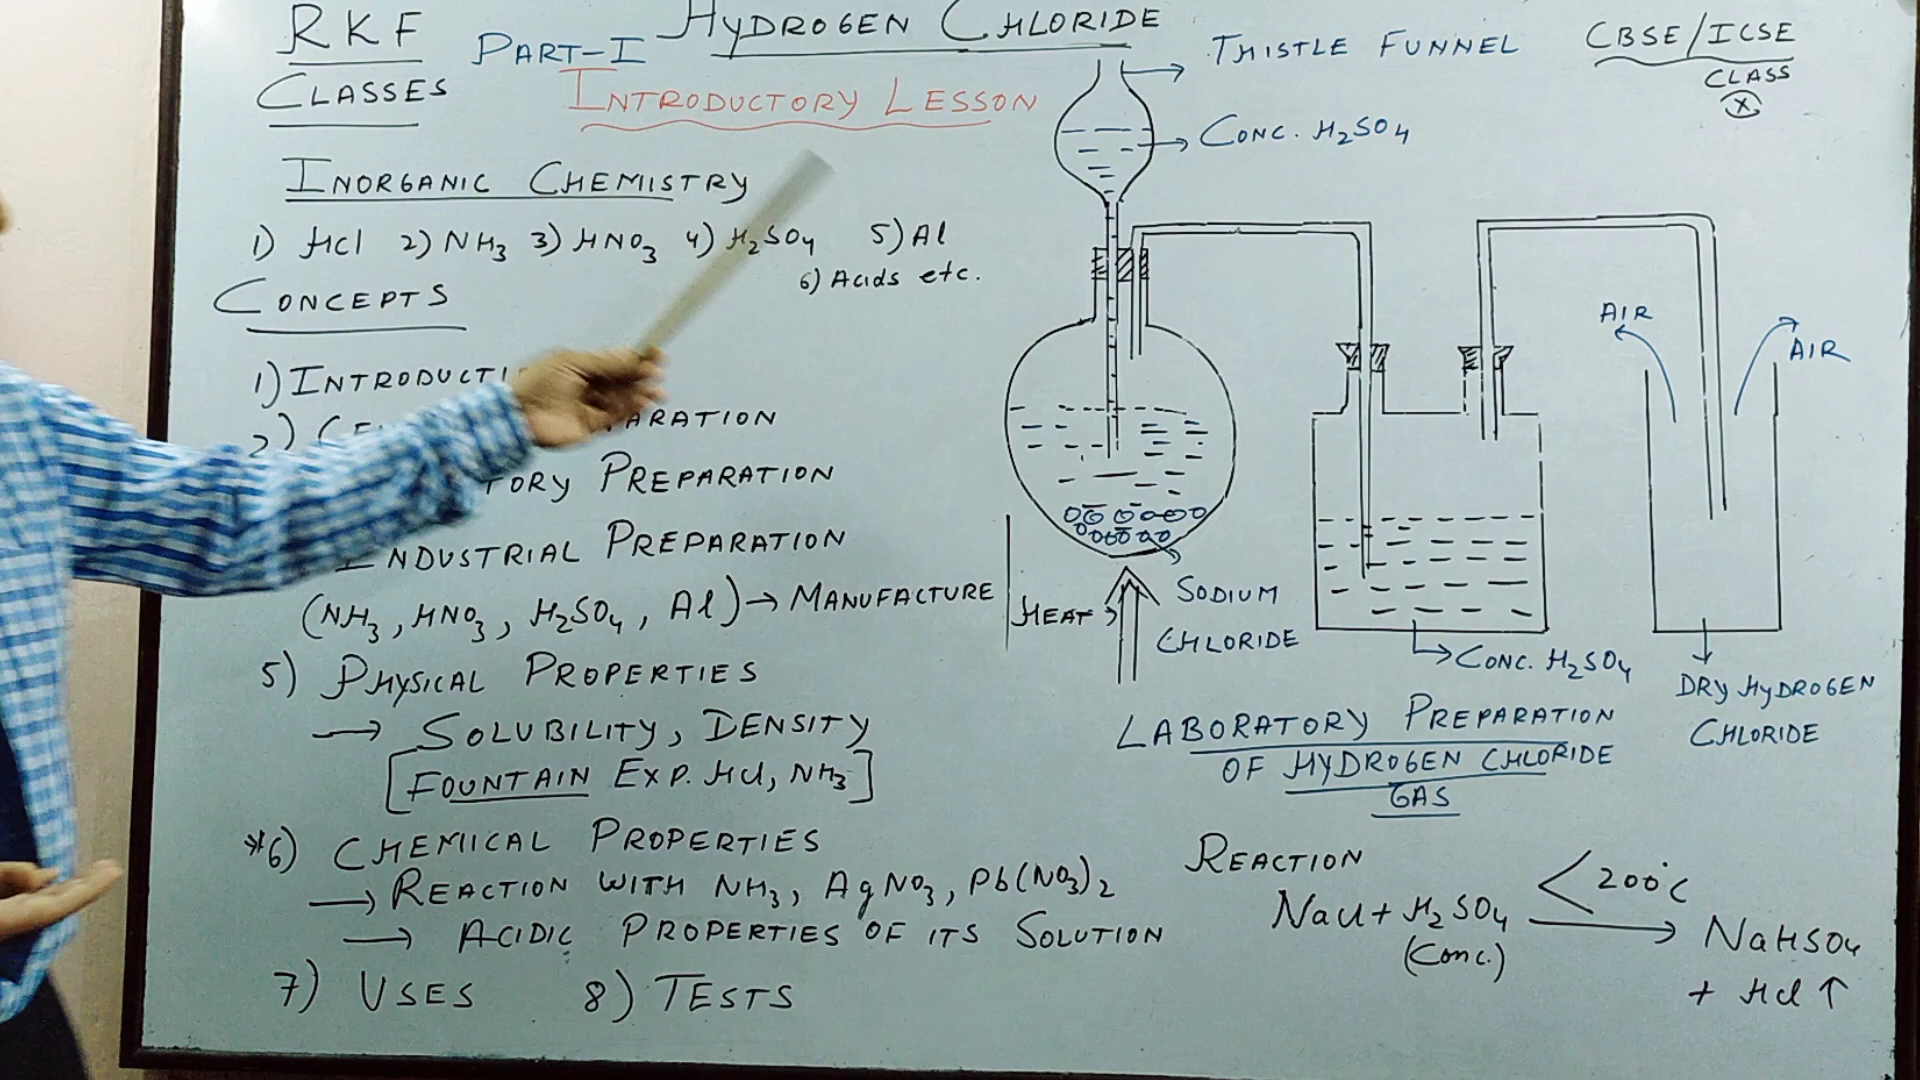 RKF
CLASSES
PART-I
HYDROGEN CHLORIDE
INTRODUCTORY LESSON
CBSE/ICSE
CLASS
X
INORGANIC CHEMISTRY
1) HCl 2) NH3 3) HNO3 4) H2SO4 5) Al
6) Acids etc.
CONCEPTS
1) INTRODUCTI
2) ARATION
TORY PREPARATION
INDUSTRIAL PREPARATION
(NH3, HNO3, H2SO4, Al) → MANUFACTURE
5) PHYSICAL PROPERTIES
→ SOLUBILITY, DENSITY
[FOUNTAIN EXP. HCl, NH3]
*6) CHEMICAL PROPERTIES
→ REACTION WITH NH3, AgNO3, Pb(NO3)2
→ ACIDIC PROPERTIES OF ITS SOLUTION
7) USES 8) TESTS
THISTLE FUNNEL
CONC. H2SO4
AIR
AIR
HEAT
SODIUM
CHLORIDE
CONC. H2SO4
DRY HYDROGEN
CHLORIDE
LABORATORY PREPARATION
OF HYDROGEN CHLORIDE
GAS
REACTION
NaCl + H2SO4 < 200°C → NaHSO4
(Conc.)
+ HCl ↑